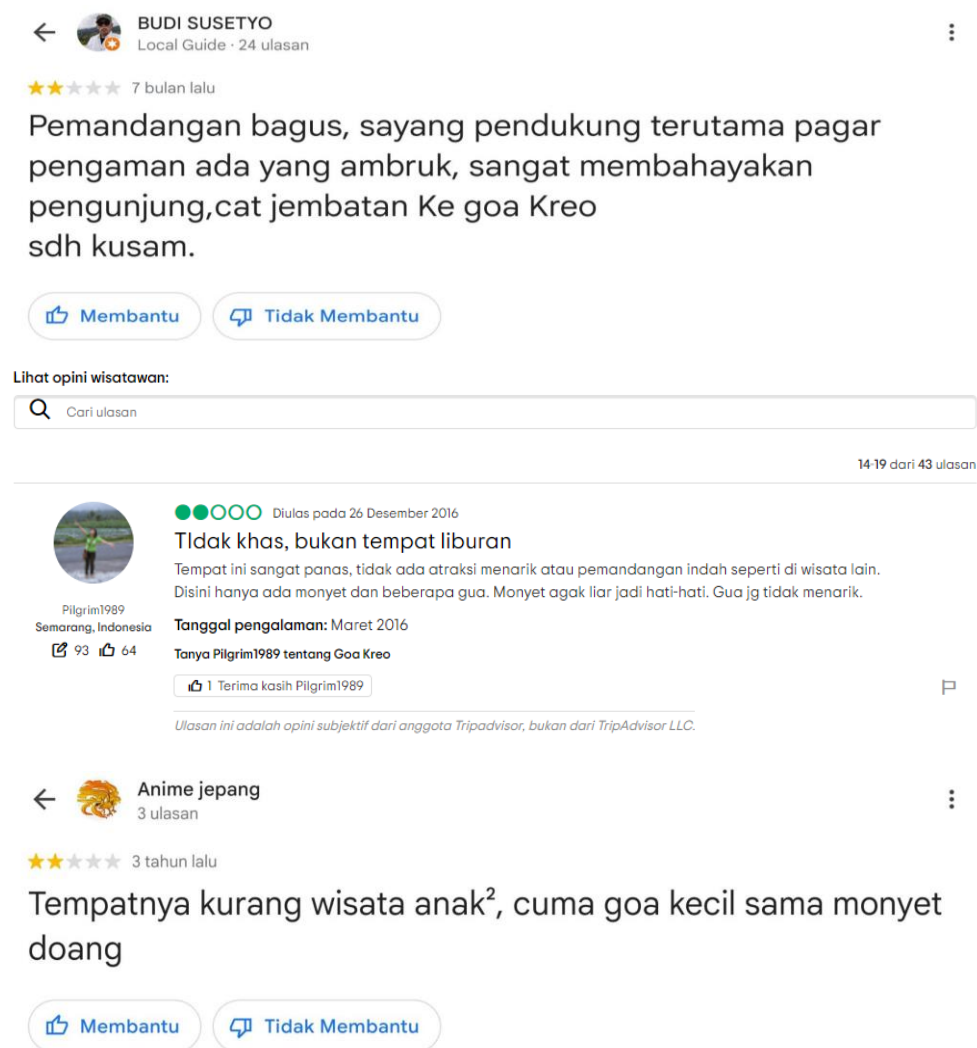 BUDI SUSETYO
Local Guide · 24 ulasan
7 bulan lalu
Pemandangan bagus, sayang pendukung terutama pagar
pengaman ada yang ambruk, sangat membahayakan
pengunjung,cat jembatan Ke goa Kreo
sdh kusam.
Membantu Tidak Membantu
Lihat opini wisatawan:
Cari ulasan
14-19 dari 43 ulasan
Diulas pada 26 Desember 2016
TIdak khas, bukan tempat liburan
Tempat ini sangat panas, tidak ada atraksi menarik atau pemandangan indah seperti di wisata lain.
Disini hanya ada monyet dan beberapa gua. Monyet agak liar jadi hati-hati. Gua jg tidak menarik.
Pilgrim1989
Semarang, Indonesia
93 64
Tanggal pengalaman: Maret 2016
Tanya Pilgrim1989 tentang Goa Kreo
1 Terima kasih Pilgrim1989
Ulasan ini adalah opini subjektif dari anggota Tripadvisor, bukan dari TripAdvisor LLC.
Anime jepang
3 ulasan
3 tahun lalu
Tempatnya kurang wisata anak², cuma goa kecil sama monyet
doang
Membantu Tidak Membantu